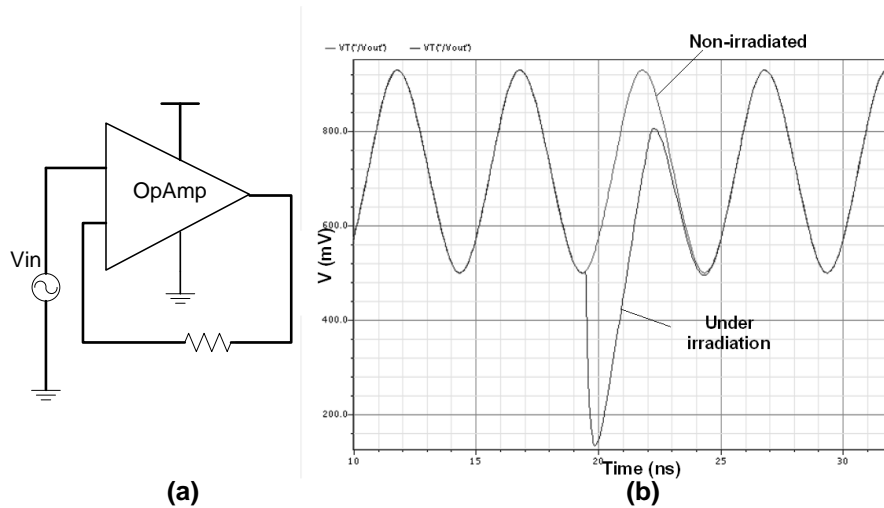 OpAmp
Vin
(a)
— VT("/Vout") — VT("/Vout")
Non-irradiated
800.0
600.0
400.0
200.0
V (mV)
Under
irradiation
10 15 20 25 30
Time (ns)
(b)